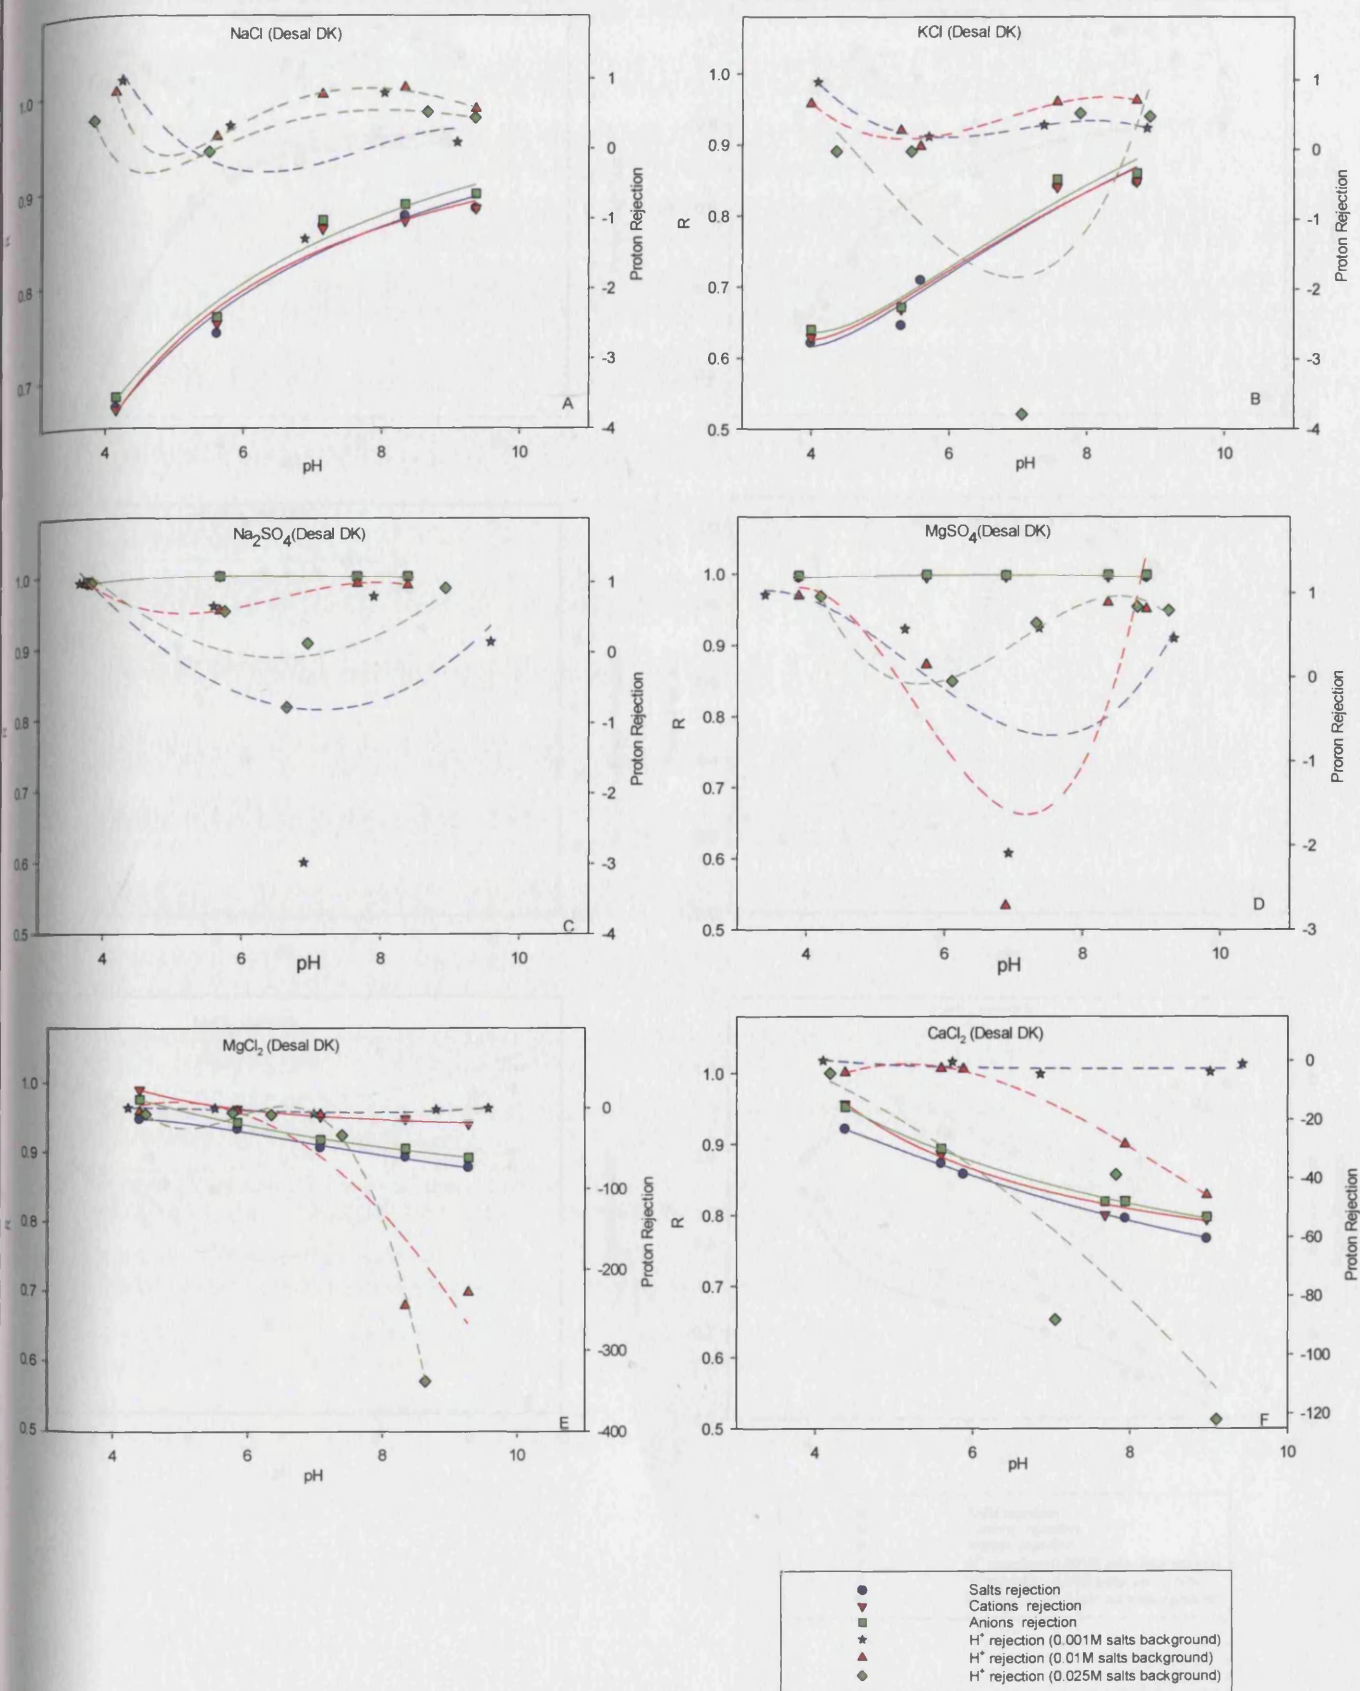 NaCl (Desal DK)
1.0
0.9
0.8
0.7
1
0
-1
-2
-3
-4
Proton Rejection
A
4 6 8 10
pH
KCl (Desal DK)
R
1.0
0.9
0.8
0.7
0.6
0.5
1
0
-1
-2
-3
-4
Proton Rejection
B
4 6 8 10
pH
Na2SO4(Desal DK)
1.0
0.9
0.8
0.7
0.6
0.5
1
0
-1
-2
-3
-4
Proton Rejection
C
4 6 8 10
pH
MgSO4(Desal DK)
R
1.0
0.9
0.8
0.7
0.6
0.5
1
0
-1
-2
-3
Proron Rejection
D
4 6 8 10
pH
MgCl2 (Desal DK)
R
1.0
0.9
0.8
0.7
0.6
0.5
0
-100
-200
-300
-400
Proton Rejection
E
4 6 8 10
pH
CaCl2 (Desal DK)
R
1.0
0.9
0.8
0.7
0.6
0.5
0
-20
-40
-60
-80
-100
-120
Proton Rejection
F
4 6 8 10
pH
Salts rejection
Cations rejection
Anions rejection
H+ rejection (0.001M salts background)
H+ rejection (0.01M salts background)
H+ rejection (0.025M salts background)